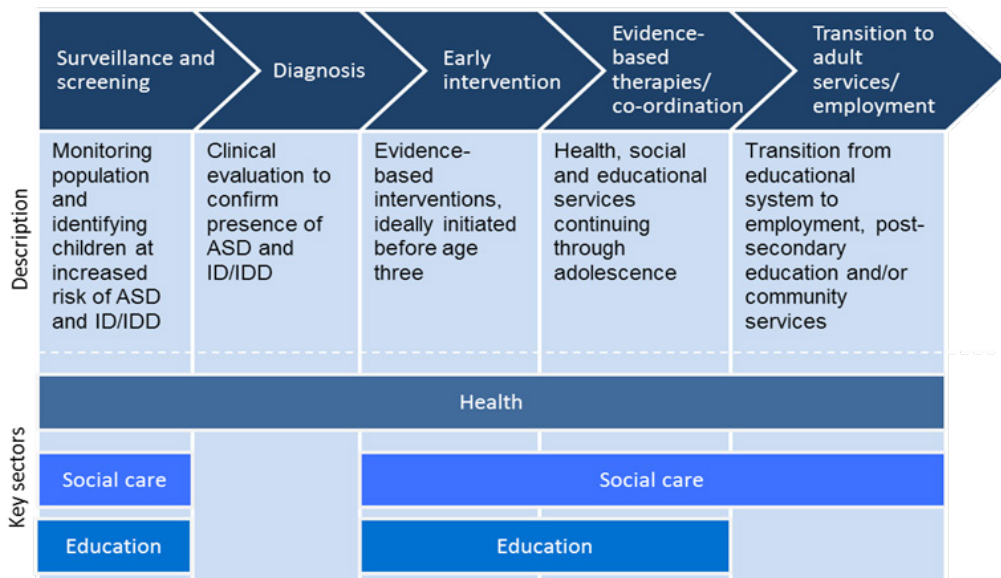 Surveillance and
screening
Diagnosis
Early
intervention
Evidence-
based
therapies/
co-ordination
Transition to
adult
services/
employment
Description
Monitoring
population
and
identifying
children at
increased
risk of ASD
and ID/IDD
Clinical
evaluation to
confirm
presence of
ASD and
ID/IDD
Evidence-
based
interventions,
ideally initiated
before age
three
Health, social
and educational
services
continuing
through
adolescence
Transition from
educational
system to
employment, post-
secondary
education and/or
community
services
Key sectors
Health
Social care
Social care
Education
Education